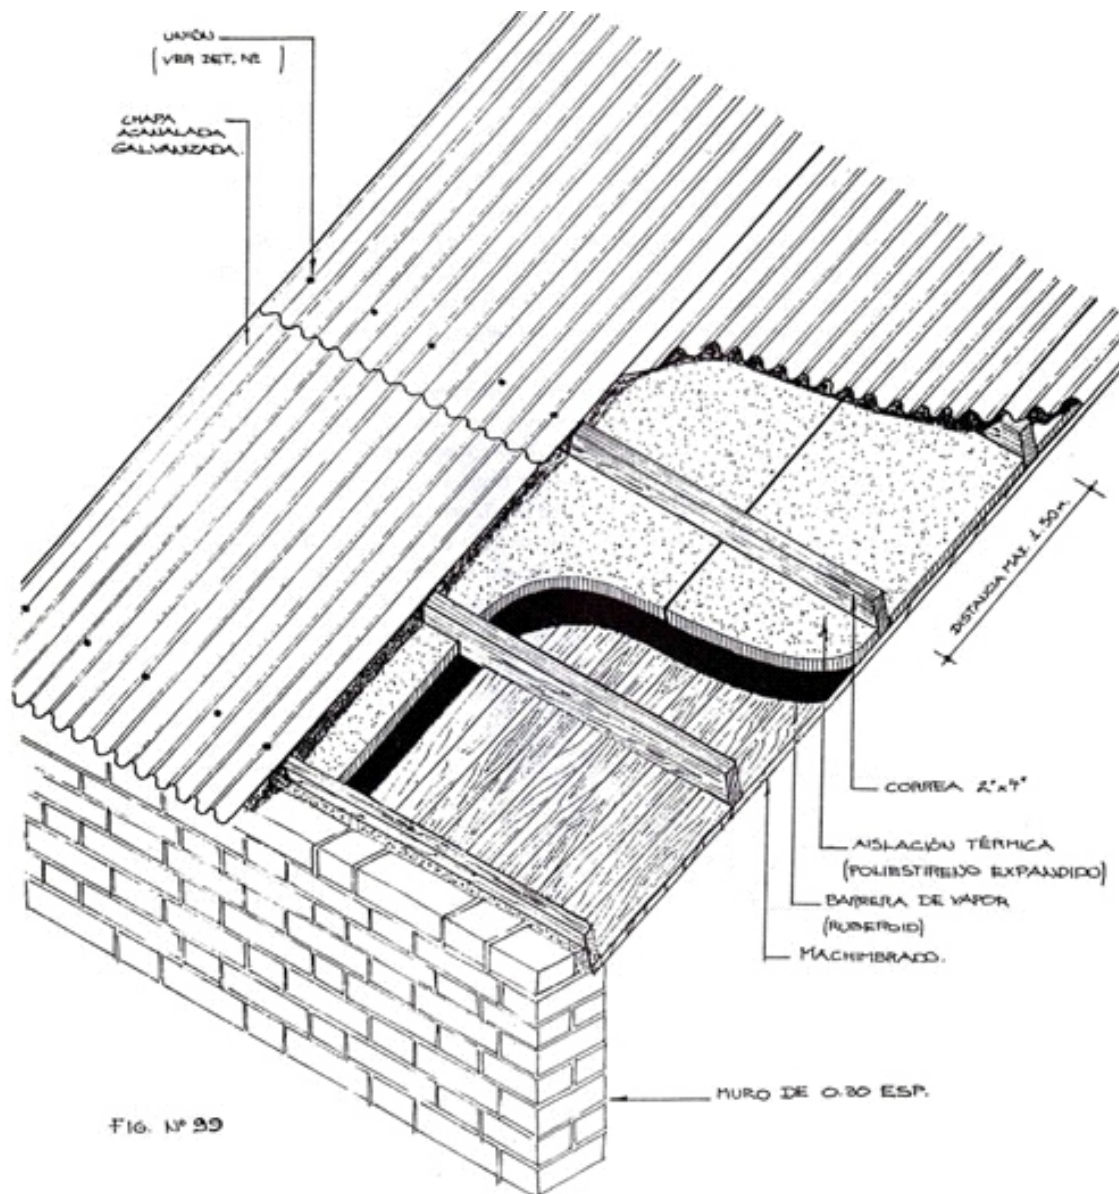 UNIÓN
(VER DET. Nº )
CHAPA
ACANALADA
GALVANIZADA.
DISTANCIA MAX. 1.50 m.
CORREA 2"x4"
AISLACIÓN TÉRMICA
(POLIESTIRENO EXPANDIDO)
BARRERA DE VAPOR
(RUBEROID)
MACHIMBRADO.
MURO DE 0.30 ESP.
FIG. Nº 99